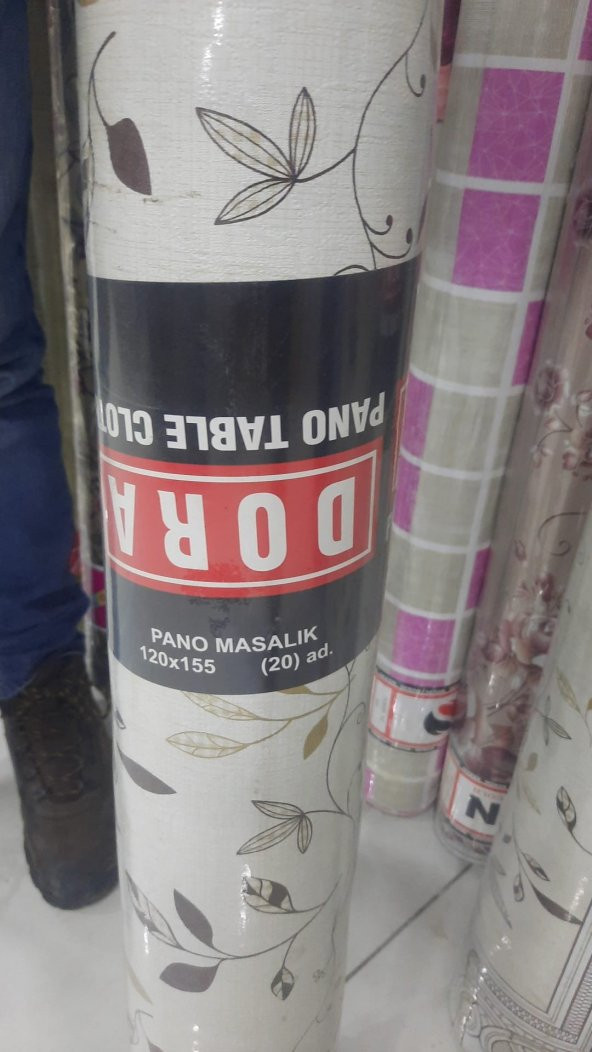 PANO TABLE CLOT
DORA
PANO MASALIK
120x155 (20) ad.
N